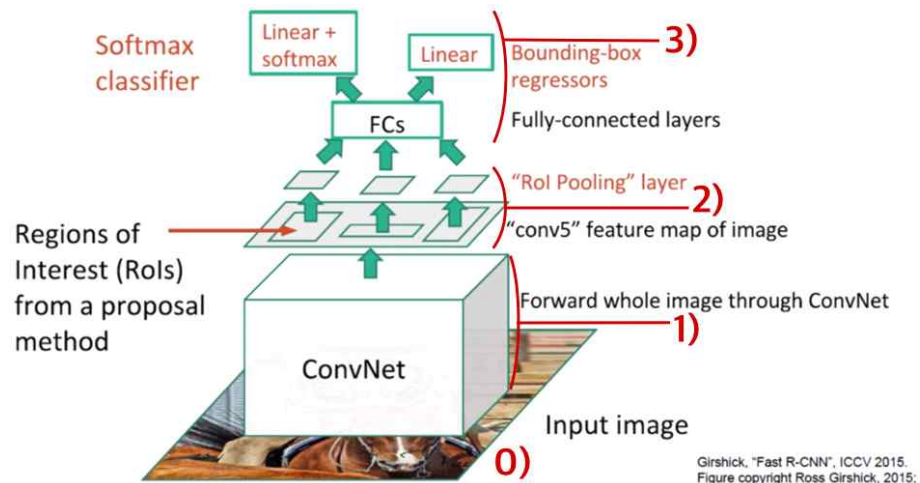 Softmax
classifier
Linear +
softmax
Linear
3)
Bounding-box
regressors
FCs
Fully-connected layers
"RoI Pooling" layer
2)
"conv5" feature map of image
Regions of
Interest (RoIs)
from a proposal
method
Forward whole image through ConvNet
1)
ConvNet
Input image
0)
Girshick, "Fast R-CNN", ICCV 2015.
Figure copyright Ross Girshick, 2015: